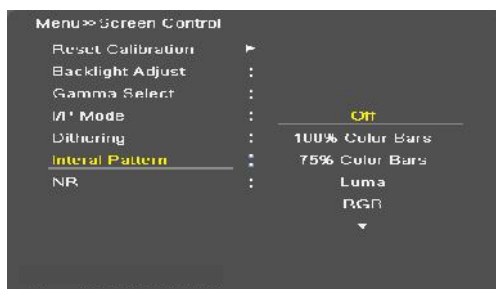 Menu>>Screen Control
Reset Calibration
Backlight Adjust :
Gamma Select :
I/P Mode : Off
Dithering : 100% Color Bars
Interal Pattern : 75% Color Bars
NR : Luma
RGB